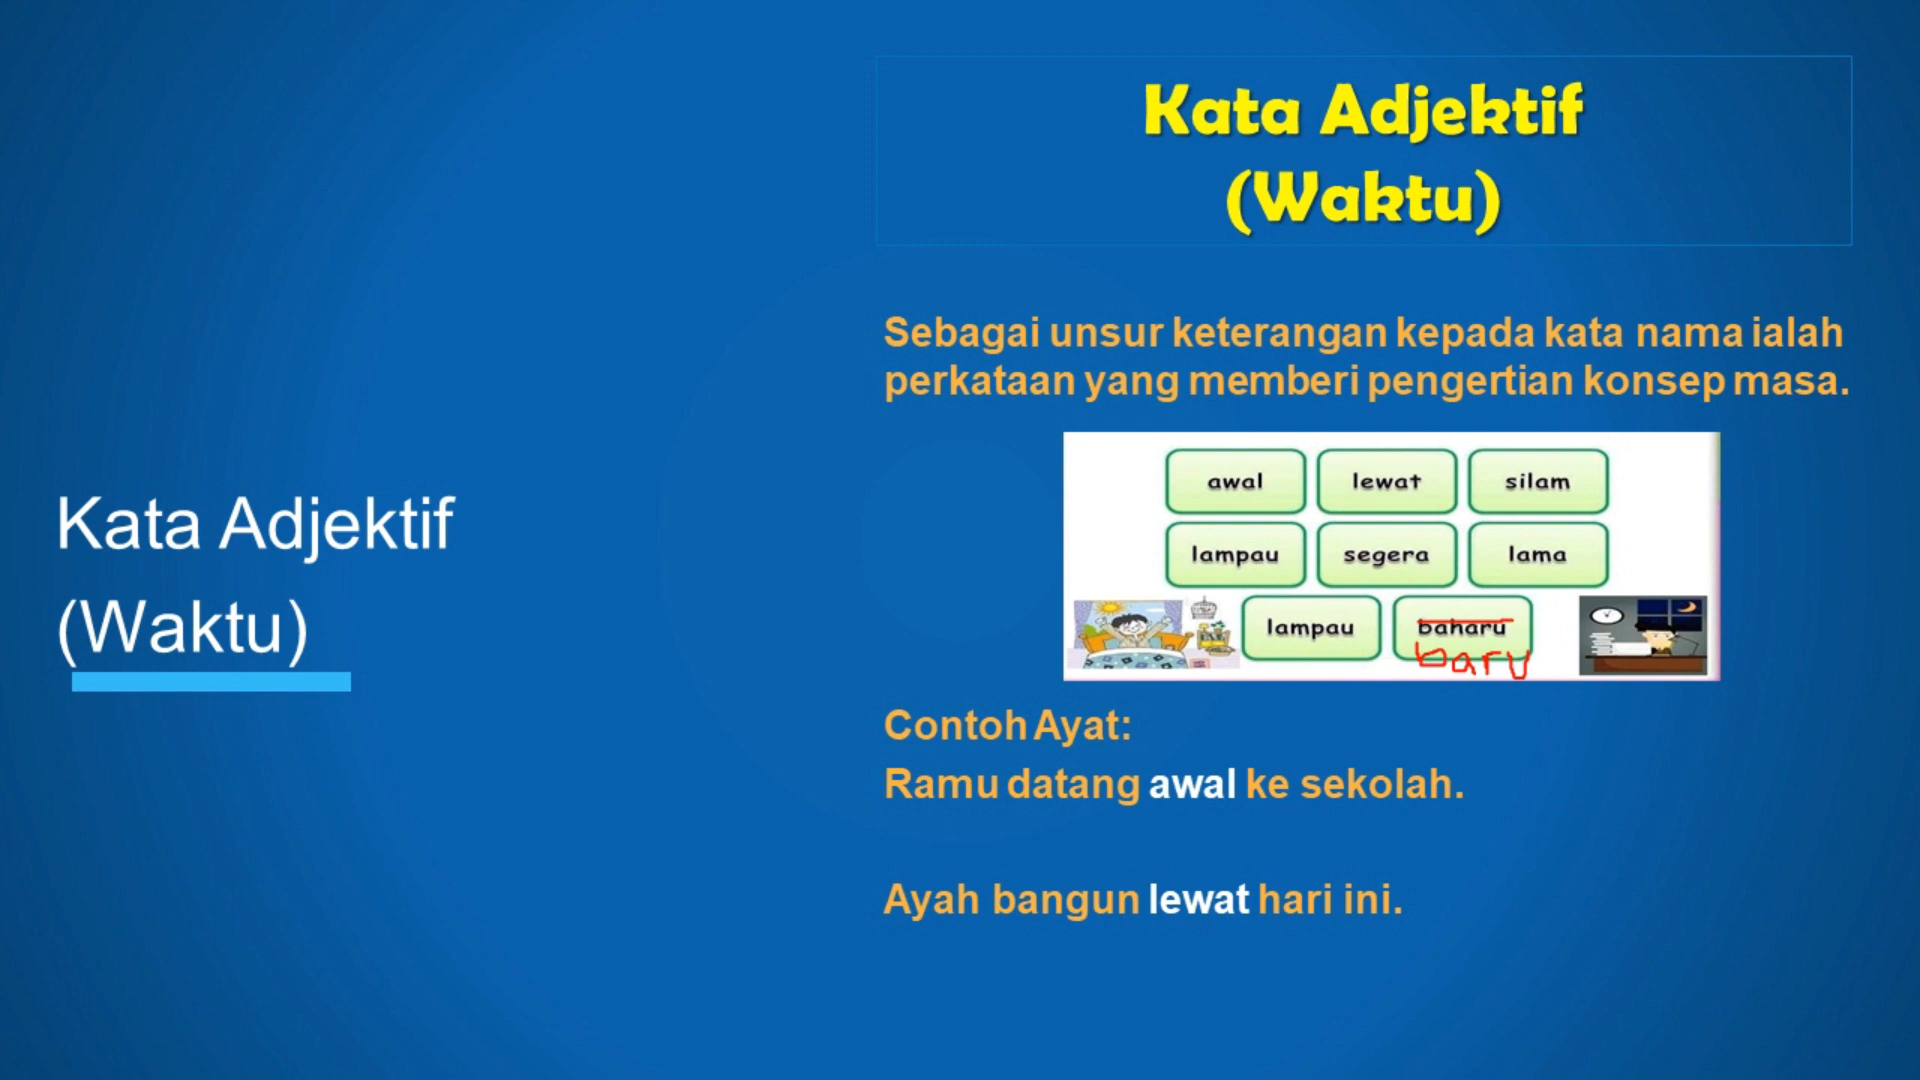 Kata Adjektif
(Waktu)
Kata Adjektif
(Waktu)
Sebagai unsur keterangan kepada kata nama ialah
perkataan yang memberi pengertian konsep masa.
awal lewat silam
lampau segera lama
lampau baharu
baru
Contoh Ayat:
Ramu datang awal ke sekolah.
Ayah bangun lewat hari ini.